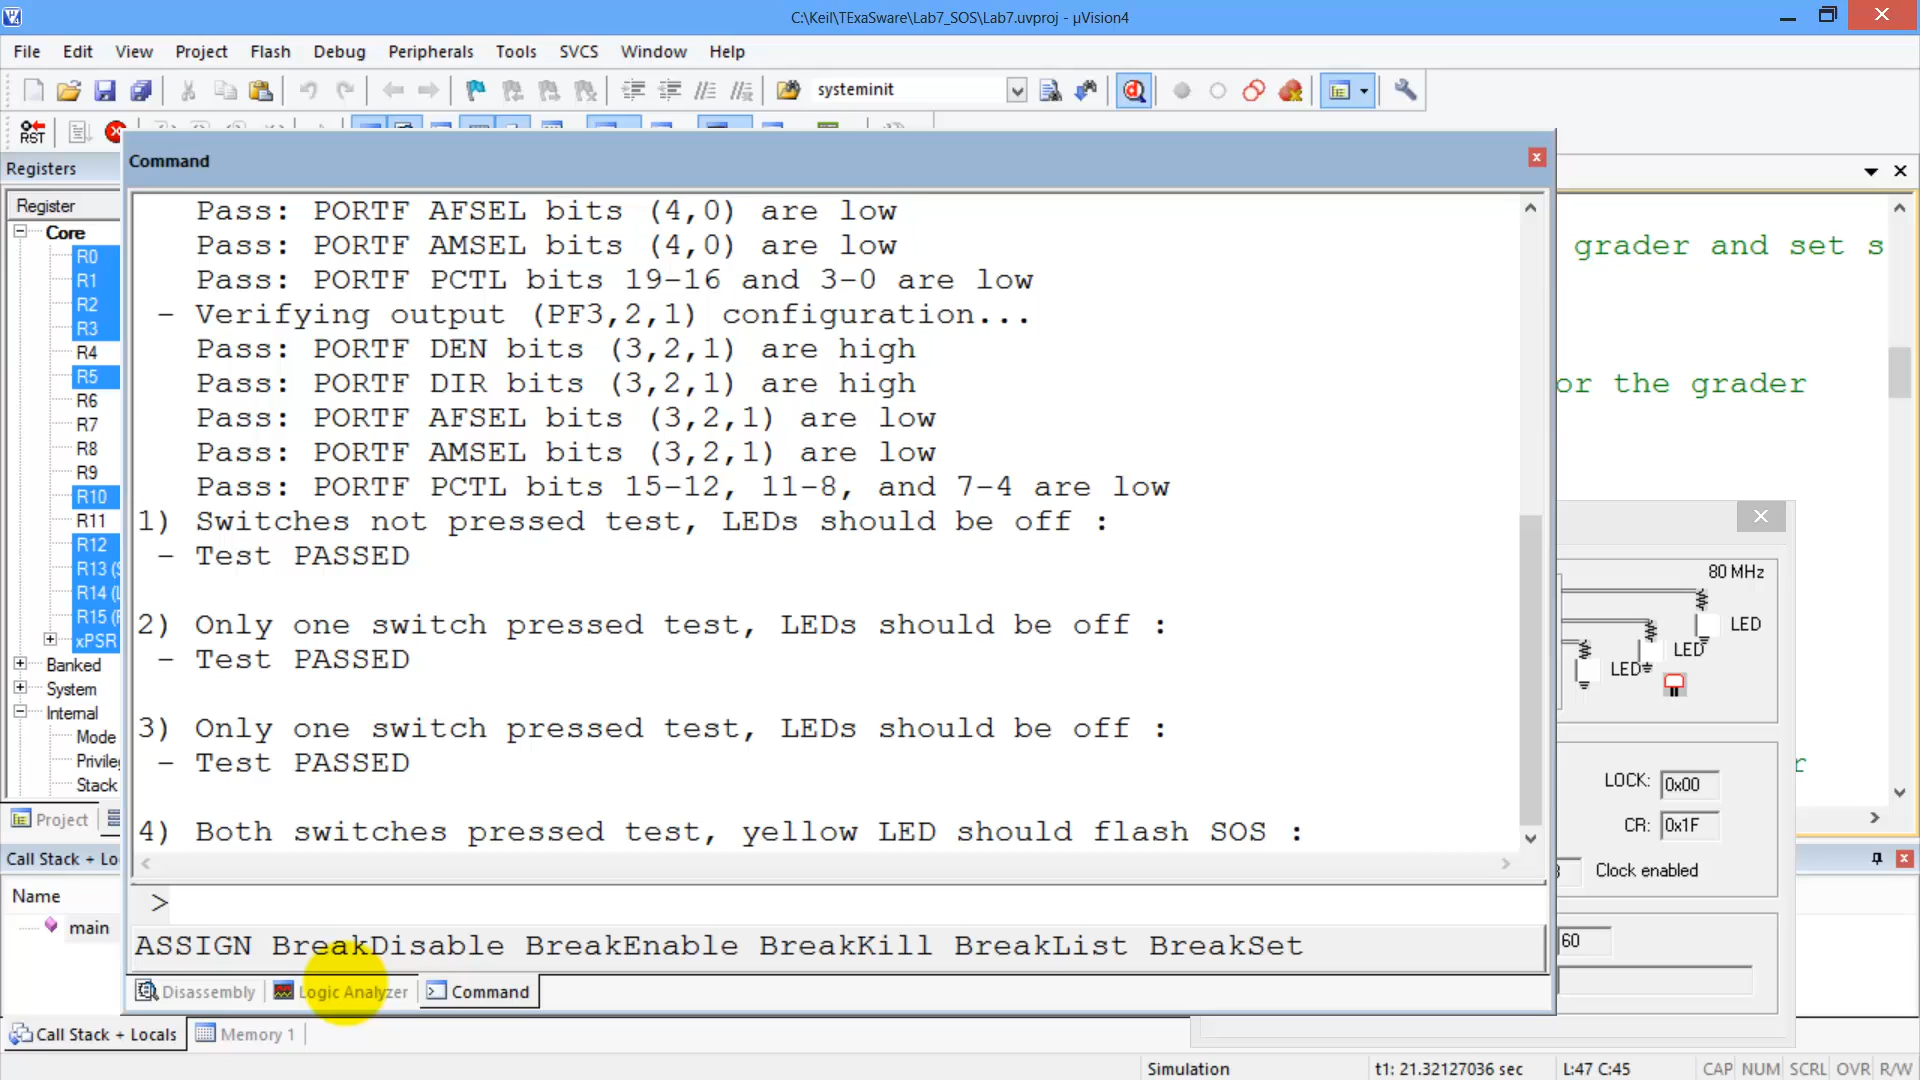 C:\Keil\TExaSware\Lab7_SOS\Lab7.uvproj - µVision4
File Edit View Project Flash Debug Peripherals Tools SVCS Window Help
systeminit
RST
Registers
Command
Register
Core
R0
R1
R2
R3
R4
R5
R6
R7
R8
R9
R10
R11
R12
R13 (S
R14 (L
R15 (F
xPSR
Banked
System
Internal
Mode
Privile
Stack
Project
Pass: PORTF AFSEL bits (4,0) are low
Pass: PORTF AMSEL bits (4,0) are low
Pass: PORTF PCTL bits 19-16 and 3-0 are low
- Verifying output (PF3,2,1) configuration...
Pass: PORTF DEN bits (3,2,1) are high
Pass: PORTF DIR bits (3,2,1) are high
Pass: PORTF AFSEL bits (3,2,1) are low
Pass: PORTF AMSEL bits (3,2,1) are low
Pass: PORTF PCTL bits 15-12, 11-8, and 7-4 are low
1) Switches not pressed test, LEDs should be off :
- Test PASSED
2) Only one switch pressed test, LEDs should be off :
- Test PASSED
3) Only one switch pressed test, LEDs should be off :
- Test PASSED
4) Both switches pressed test, yellow LED should flash SOS :
>
ASSIGN BreakDisable BreakEnable BreakKill BreakList BreakSet
Disassembly Logic Analyzer Command
grader and set s
or the grader
r
80 MHz
LED
LED
LED
LOCK: 0x00
CR: 0x1F
Clock enabled
60
Call Stack + Lo
Name
main
Call Stack + Locals Memory 1
Simulation t1: 21.32127036 sec L:47 C:45 CAP NUM SCRL OVR R/W